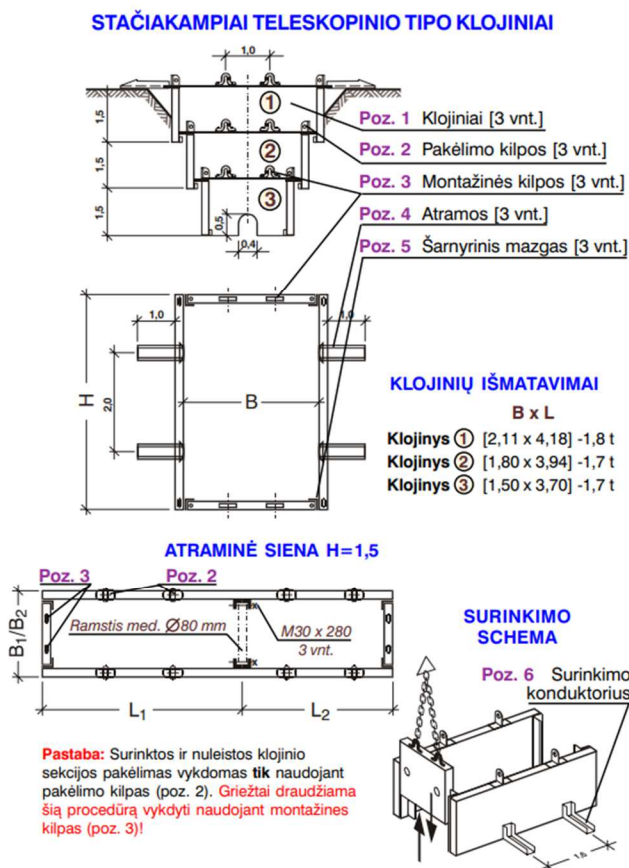 STAČIAKAMPIAI TELESKOPINIO TIPO KLOJINIAI
1,0
1,5
1,5
1,5
1
2
3
0,5
0,4
Poz. 1 Klojiniai [3 vnt.]
Poz. 2 Pakėlimo kilpos [3 vnt.]
Poz. 3 Montažinės kilpos [3 vnt.]
Poz. 4 Atramos [3 vnt.]
Poz. 5 Šarnyrinis mazgas [3 vnt.]
1,0
1,0
H
2,0
B
KLOJINIŲ IŠMATAVIMAI
B x L
Klojinys 1 [2,11 x 4,18] -1,8 t
Klojinys 2 [1,80 x 3,94] -1,7 t
Klojinys 3 [1,50 x 3,70] -1,7 t
ATRAMINĖ SIENA H=1,5
Poz. 3
Poz. 2
B1/B2
Ramstis med. Ø80 mm
M30 x 280
3 vnt.
L1
L2
Pastaba: Surinktos ir nuleistos klojinio
sekcijos pakėlimas vykdomas tik naudojant
pakėlimo kilpas (poz. 2). Griežtai draudžiama
šią procedūrą vykdyti naudojant montažines
kilpas (poz. 3)!
SURINKIMO
SCHEMA
Poz. 6 Surinkimo
konduktorius
1,6